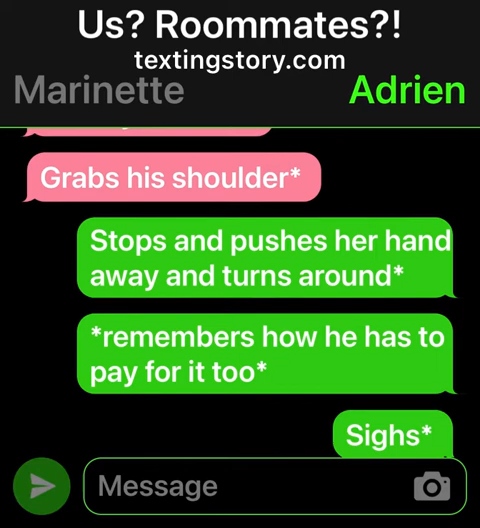 Us? Roommates?!
textingstory.com
Marinette Adrien
Grabs his shoulder*
Stops and pushes her hand
away and turns around*
*remembers how he has to
pay for it too*
Sighs*
Message